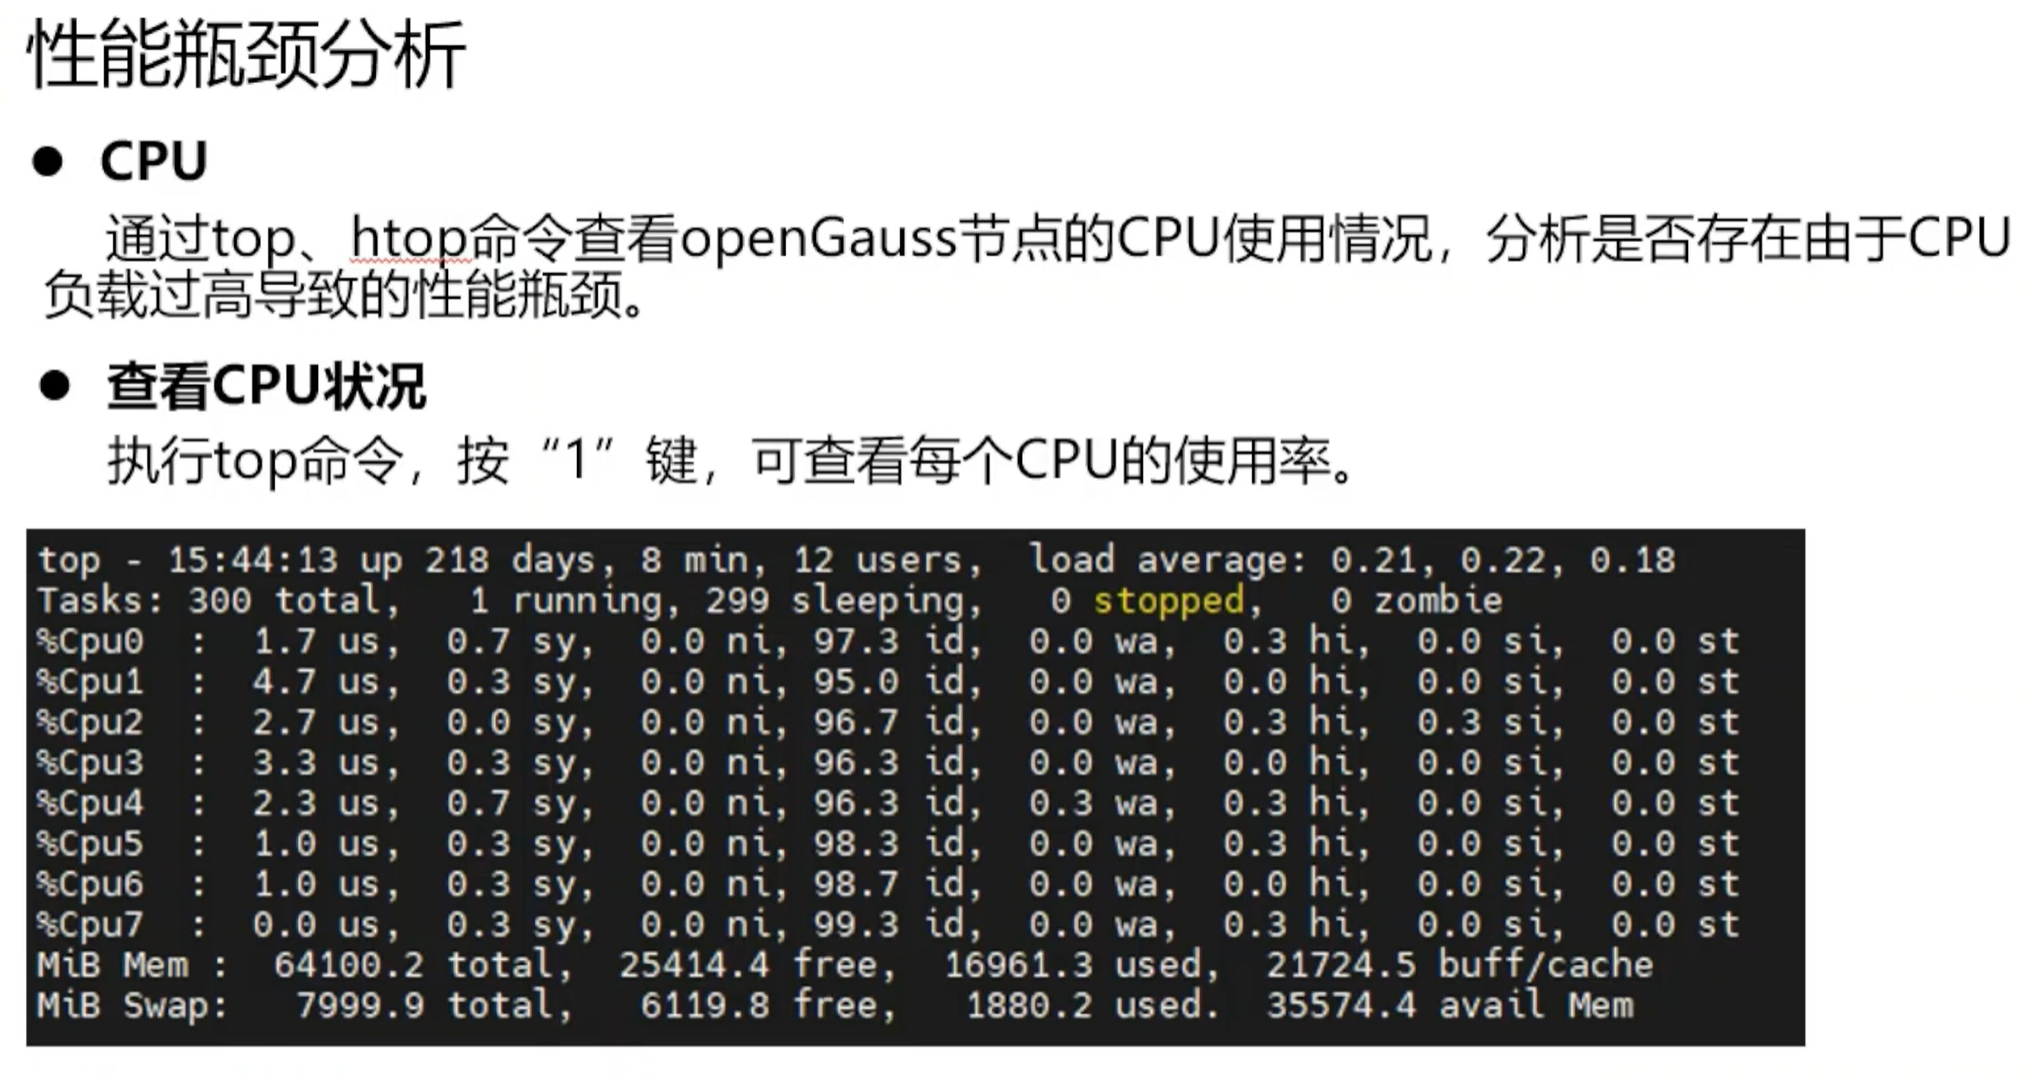 性能瓶颈分析
● CPU
通过top、htop命令查看openGauss节点的CPU使用情况，分析是否存在由于CPU
负载过高导致的性能瓶颈。
● 查看CPU状况
执行top命令，按“1”键，可查看每个CPU的使用率。
top - 15:44:13 up 218 days, 8 min, 12 users,  load average: 0.21, 0.22, 0.18
Tasks: 300 total,   1 running, 299 sleeping,   0 stopped,   0 zombie
%Cpu0  :  1.7 us,  0.7 sy,  0.0 ni, 97.3 id,  0.0 wa,  0.3 hi,  0.0 si,  0.0 st
%Cpu1  :  4.7 us,  0.3 sy,  0.0 ni, 95.0 id,  0.0 wa,  0.0 hi,  0.0 si,  0.0 st
%Cpu2  :  2.7 us,  0.0 sy,  0.0 ni, 96.7 id,  0.0 wa,  0.3 hi,  0.3 si,  0.0 st
%Cpu3  :  3.3 us,  0.3 sy,  0.0 ni, 96.3 id,  0.0 wa,  0.0 hi,  0.0 si,  0.0 st
%Cpu4  :  2.3 us,  0.7 sy,  0.0 ni, 96.3 id,  0.3 wa,  0.3 hi,  0.0 si,  0.0 st
%Cpu5  :  1.0 us,  0.3 sy,  0.0 ni, 98.3 id,  0.0 wa,  0.3 hi,  0.0 si,  0.0 st
%Cpu6  :  1.0 us,  0.3 sy,  0.0 ni, 98.7 id,  0.0 wa,  0.0 hi,  0.0 si,  0.0 st
%Cpu7  :  0.0 us,  0.3 sy,  0.0 ni, 99.3 id,  0.0 wa,  0.3 hi,  0.0 si,  0.0 st
MiB Mem :  64100.2 total,  25414.4 free,  16961.3 used,  21724.5 buff/cache
MiB Swap:   7999.9 total,   6119.8 free,   1880.2 used.  35574.4 avail Mem